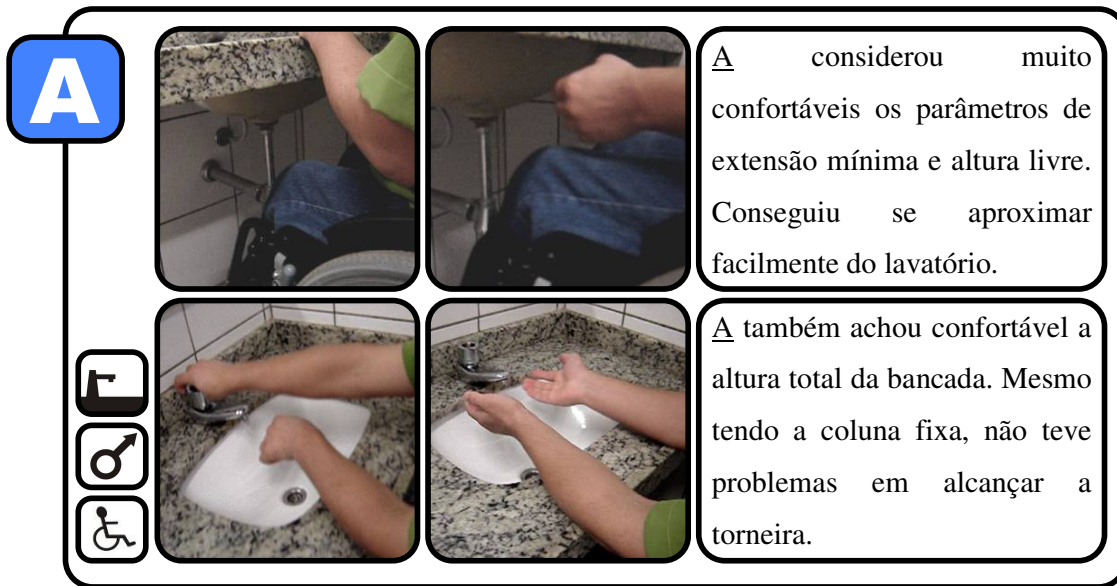 A
A considerou muito
confortáveis os parâmetros de
extensão mínima e altura livre.
Conseguiu se aproximar
facilmente do lavatório.
A também achou confortável a
altura total da bancada. Mesmo
tendo a coluna fixa, não teve
problemas em alcançar a
torneira.